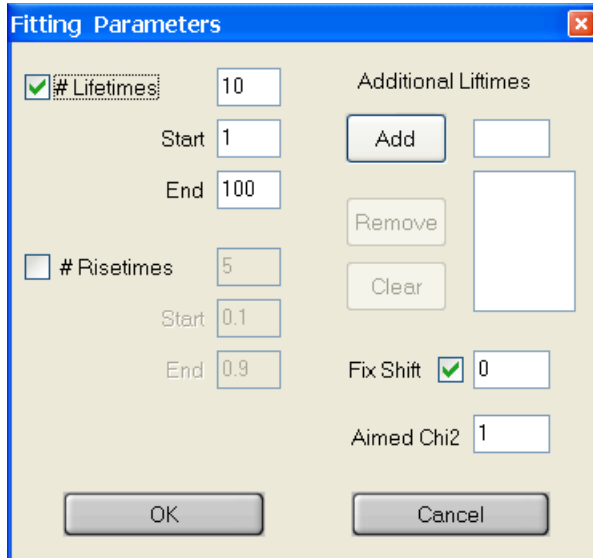 Fitting Parameters
# Lifetimes 10
Start 1
End 100
# Risetimes 5
Start 0.1
End 0.9
Additional Liftimes
Add
Remove
Clear
Fix Shift 0
Aimed Chi2 1
OK
Cancel